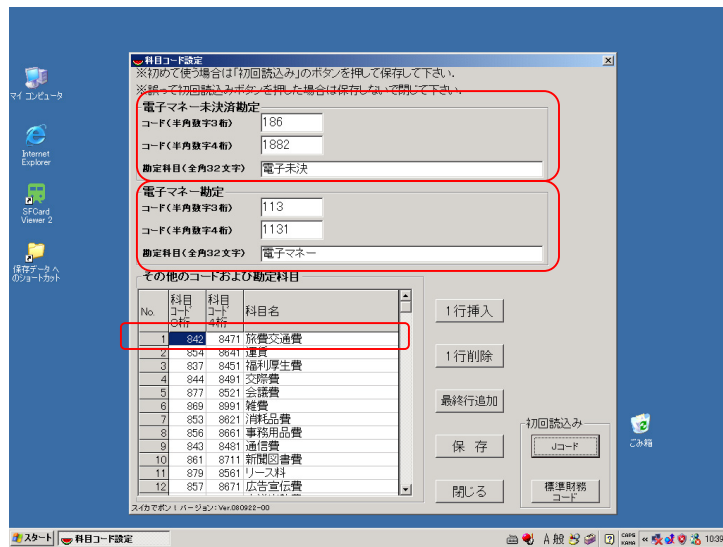 マイ コンピュータ
Internet
Explorer
SFCard
Viewer 2
保存データへ
のショートカット
科目コード設定
※初めて使う場合は「初回読込み」のボタンを押して保存して下さい.
※誤って初回読込みボタンを押した場合は保存しないで閉じて下さい.
電子マネー未決済勘定
コード(半角数字3桁) 186
コード(半角数字4桁) 1882
勘定科目(全角32文字) 電子未決
電子マネー勘定
コード(半角数字3桁) 113
コード(半角数字4桁) 1131
勘定科目(全角32文字) 電子マネー
その他のコードおよび勘定科目
No. 科目コード3桁 科目コード4桁 科目名
1 842 8471 旅費交通費
2 854 8641 運賃
3 837 8451 福利厚生費
4 844 8491 交際費
5 877 8521 会議費
6 869 8991 雑費
7 853 8621 消耗品費
8 856 8661 事務用品費
9 843 8481 通信費
10 861 8711 新聞図書費
11 879 8561 リース料
12 857 8671 広告宣伝費
1行挿入
1行削除
最終行追加
保 存
閉じる
初回読込み
Jコード
標準財務
コード
スイカでポン! バージョン:Ver.080922-00
ごみ箱
スタート 科目コード設定
A 般 CAPS KANA « 10:39